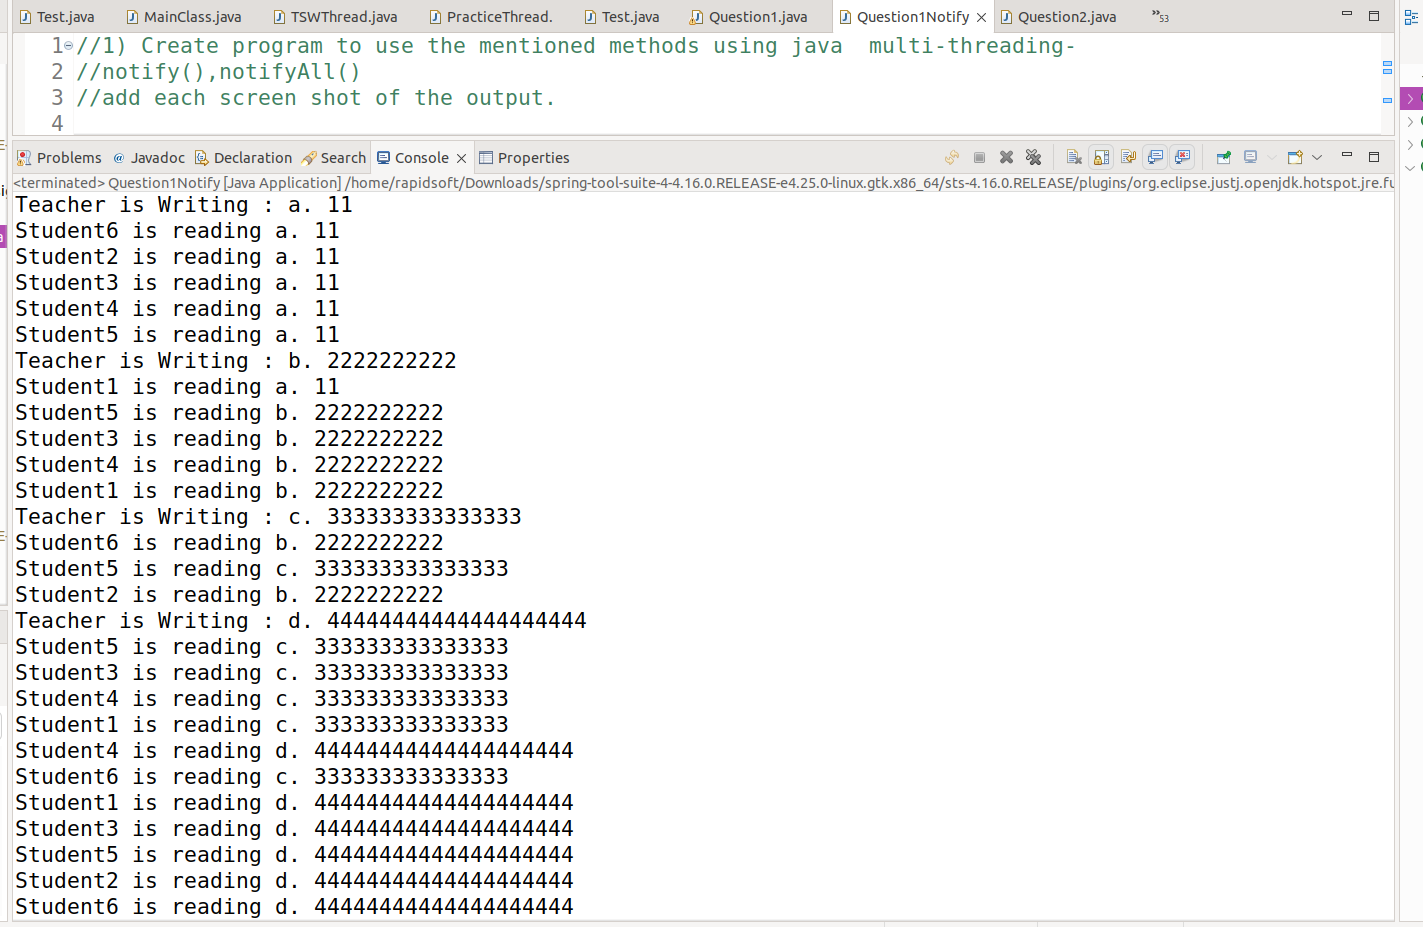 Test.java MainClass.java TSWThread.java PracticeThread. Test.java Question1.java Question1Notify Question2.java »53
1 //1) Create program to use the mentioned methods using java  multi-threading-
2 //notify(),notifyAll()
3 //add each screen shot of the output.
4
Problems @ Javadoc Declaration Search Console Properties
<terminated> Question1Notify [Java Application] /home/rapidsoft/Downloads/spring-tool-suite-4-4.16.0.RELEASE-e4.25.0-linux.gtk.x86_64/sts-4.16.0.RELEASE/plugins/org.eclipse.justj.openjdk.hotspot.jre.fu
Teacher is Writing : a. 11
Student6 is reading a. 11
Student2 is reading a. 11
Student3 is reading a. 11
Student4 is reading a. 11
Student5 is reading a. 11
Teacher is Writing : b. 2222222222
Student1 is reading a. 11
Student5 is reading b. 2222222222
Student3 is reading b. 2222222222
Student4 is reading b. 2222222222
Student1 is reading b. 2222222222
Teacher is Writing : c. 333333333333333
Student6 is reading b. 2222222222
Student5 is reading c. 333333333333333
Student2 is reading b. 2222222222
Teacher is Writing : d. 44444444444444444444
Student5 is reading c. 333333333333333
Student3 is reading c. 333333333333333
Student4 is reading c. 333333333333333
Student1 is reading c. 333333333333333
Student4 is reading d. 44444444444444444444
Student6 is reading c. 333333333333333
Student1 is reading d. 44444444444444444444
Student3 is reading d. 44444444444444444444
Student5 is reading d. 44444444444444444444
Student2 is reading d. 44444444444444444444
Student6 is reading d. 44444444444444444444